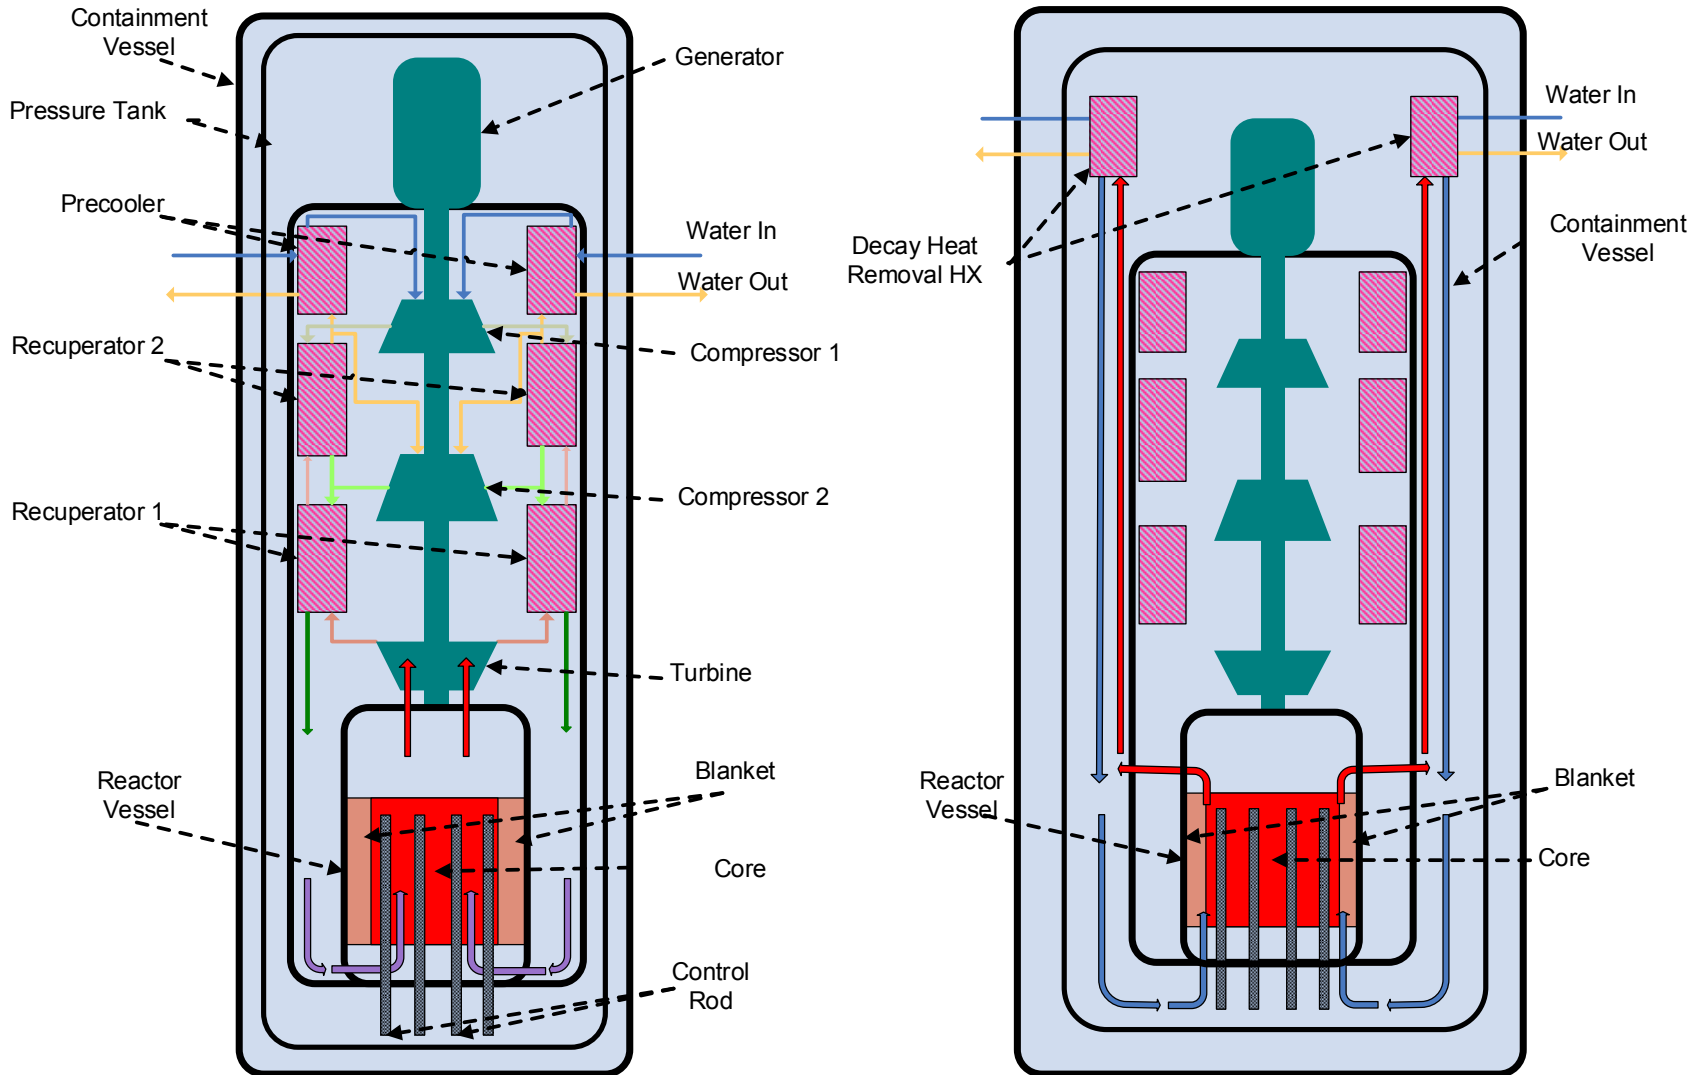 Containment
Vessel
Pressure Tank
Precooler
Recuperator 2
Recuperator 1
Reactor
Vessel
Generator
Water In
Water Out
Compressor 1
Compressor 2
Turbine
Blanket
Core
Control
Rod
Water In
Water Out
Containment
Vessel
Decay Heat
Removal HX
Reactor
Vessel
Blanket
Core